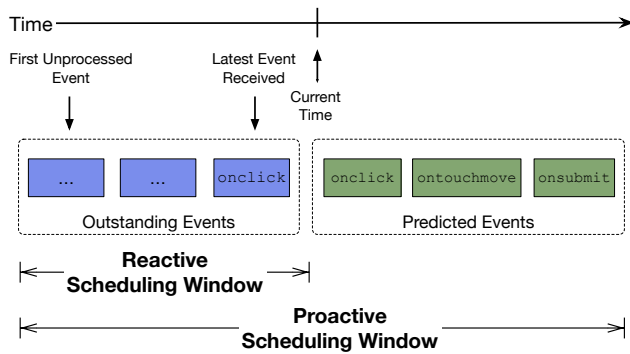 Time
First Unprocessed
Event
Latest Event
Received
Current
Time
...
...
onclick
onclick
ontouchmove
onsubmit
Outstanding Events
Predicted Events
Reactive
Scheduling Window
Proactive
Scheduling Window